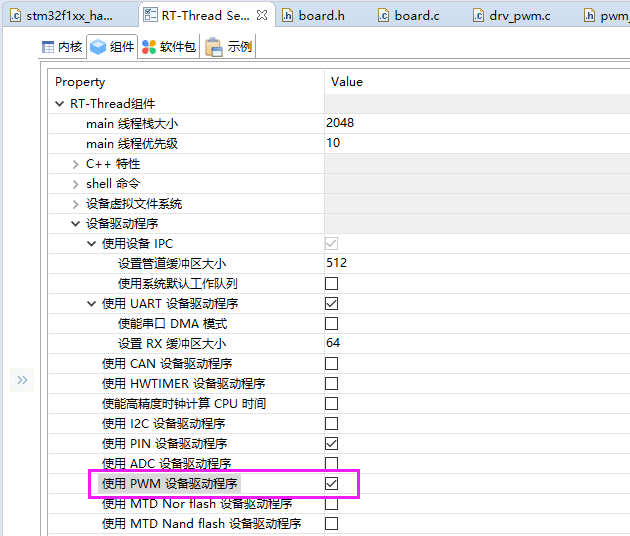 stm32f1xx_ha...
RT-Thread Se...
board.h
board.c
drv_pwm.c
pwm_
内核
组件
软件包
示例
Property Value
RT-Thread组件
main 线程栈大小 2048
main 线程优先级 10
C++ 特性
shell 命令
设备虚拟文件系统
设备驱动程序
使用设备 IPC
设置管道缓冲区大小 512
使用系统默认工作队列
使用 UART 设备驱动程序
使能串口 DMA 模式
设置 RX 缓冲区大小 64
使用 CAN 设备驱动程序
使用 HWTIMER 设备驱动程序
使能高精度时钟计算 CPU 时间
使用 I2C 设备驱动程序
使用 PIN 设备驱动程序
使用 ADC 设备驱动程序
使用 PWM 设备驱动程序
使用 MTD Nor flash 设备驱动程序
使用 MTD Nand flash 设备驱动程序